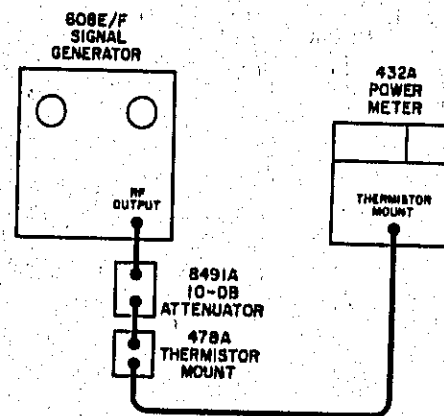 608E/F
SIGNAL
GENERATOR
432A
POWER
METER
RF
OUTPUT
THERMISTOR
MOUNT
8491A
10-DB
ATTENUATOR
478A
THERMISTOR
MOUNT